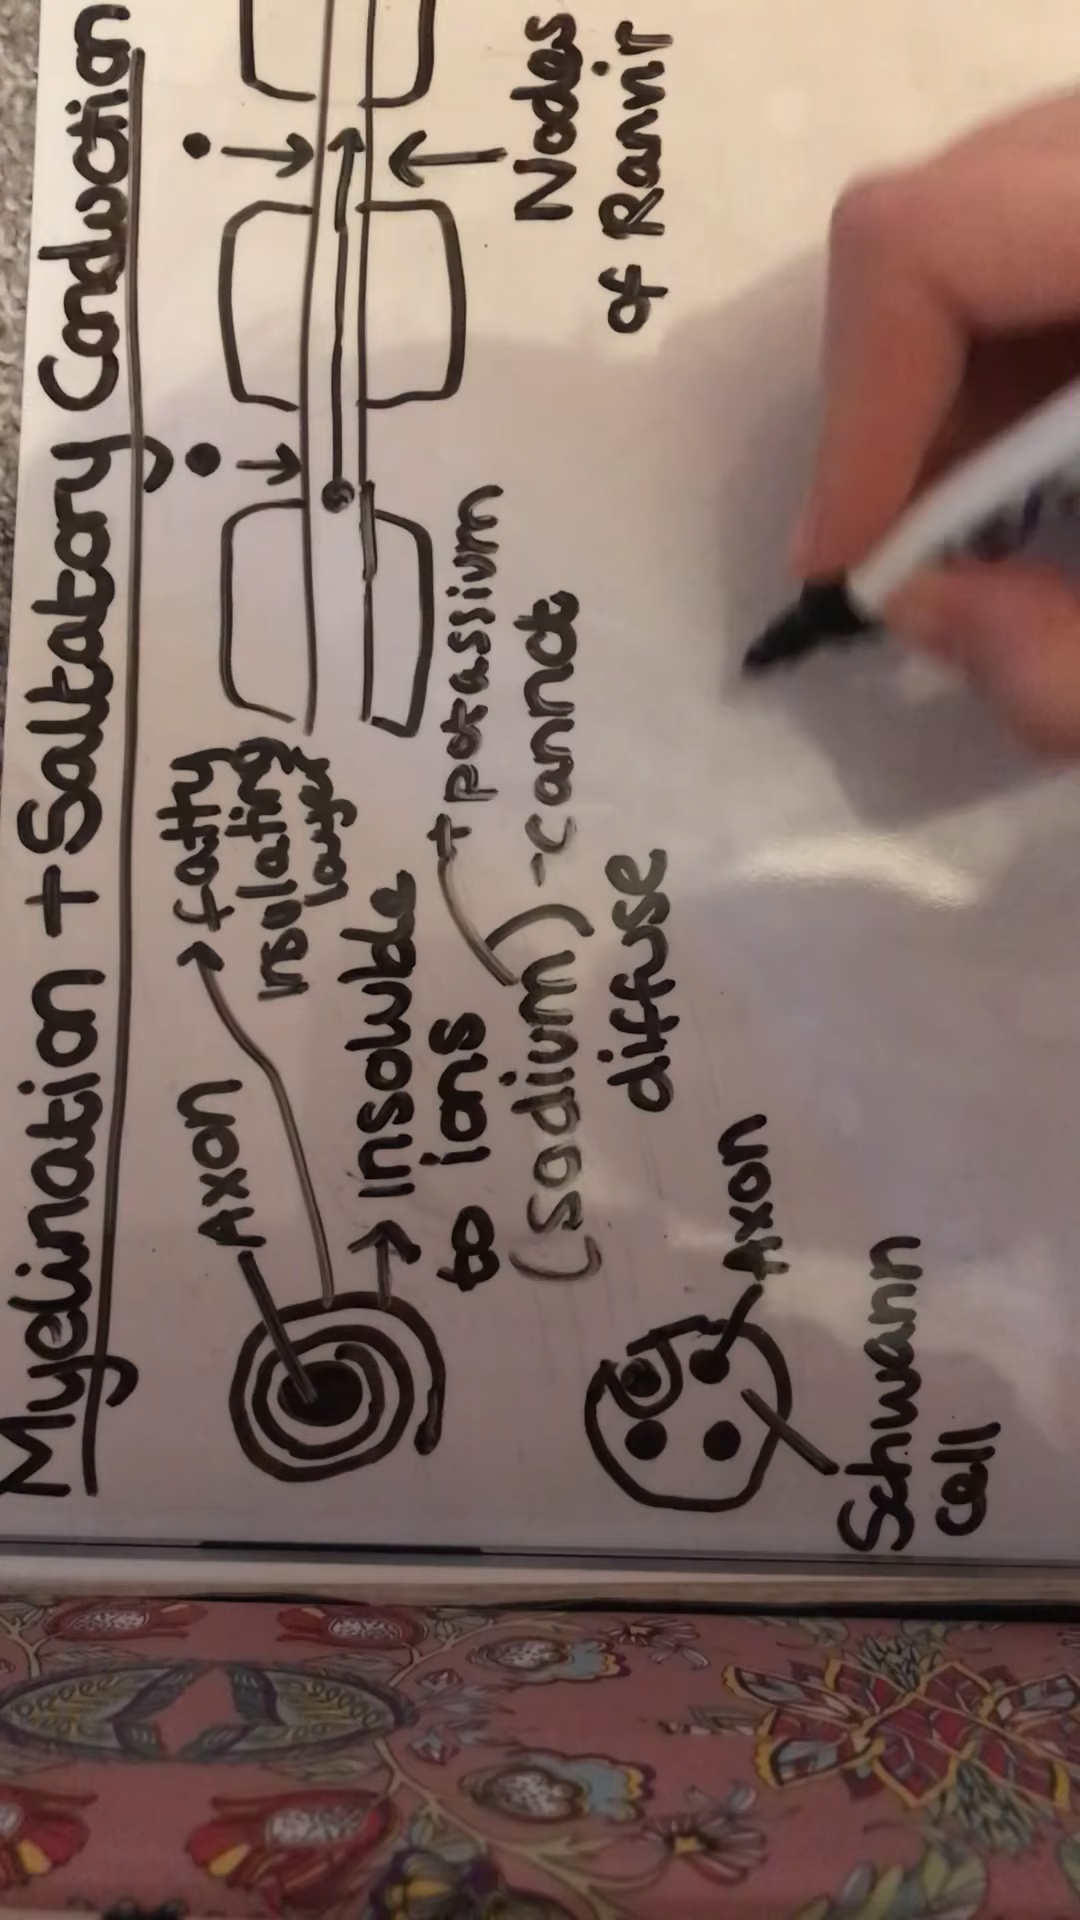 Myelination + Saltatory Conduction
Axon
fatty
insulating
layer
insoluble
to ions
(sodium)
+ potassium
- cannot
diffuse
Nodes
of Ranvir
Axon
Schwann
cell